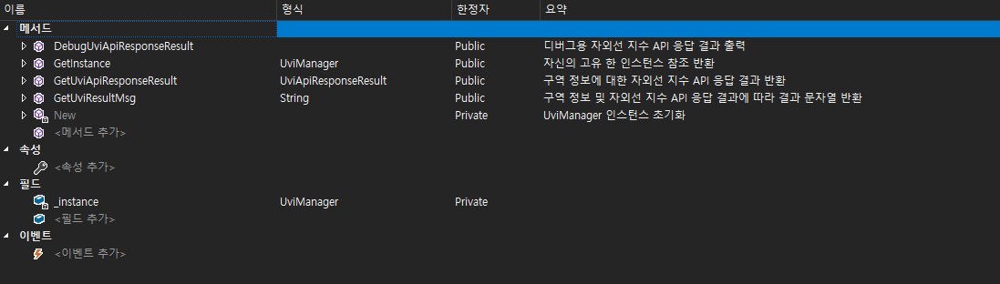 이름 형식 한정자 요약
메서드
DebugUviApiResponseResult Public 디버그용 자외선 지수 API 응답 결과 출력
GetInstance UviManager Public 자신의 고유 한 인스턴스 참조 반환
GetUviApiResponseResult UviApiResponseResult Public 구역 정보에 대한 자외선 지수 API 응답 결과 반환
GetUviResultMsg String Public 구역 정보 및 자외선 지수 API 응답 결과에 따라 결과 문자열 반환
New Private UviManager 인스턴스 초기화
<메서드 추가>
속성
<속성 추가>
필드
_instance UviManager Private
<필드 추가>
이벤트
<이벤트 추가>